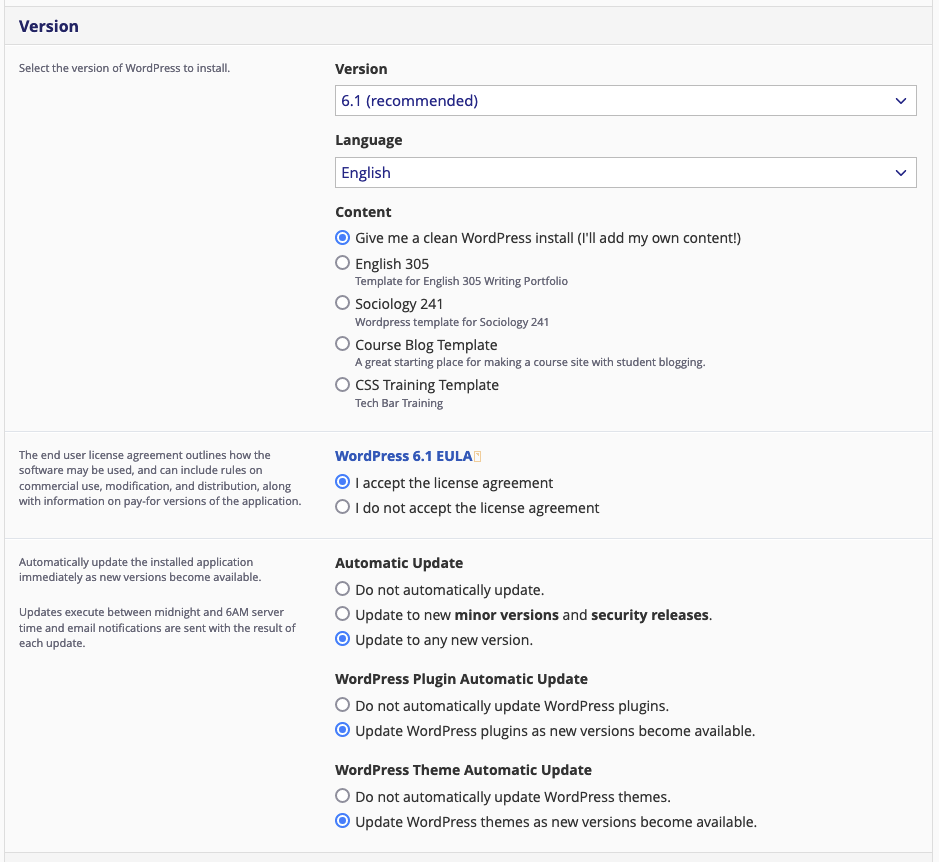 Version
Select the version of WordPress to install.
Version
6.1 (recommended)
Language
English
Content
Give me a clean WordPress install (I'll add my own content!)
English 305
Template for English 305 Writing Portfolio
Sociology 241
Wordpress template for Sociology 241
Course Blog Template
A great starting place for making a course site with student blogging.
CSS Training Template
Tech Bar Training
The end user license agreement outlines how the
software may be used, and can include rules on
commercial use, modification, and distribution, along
with information on pay-for versions of the application.
WordPress 6.1 EULA
I accept the license agreement
I do not accept the license agreement
Automatically update the installed application
immediately as new versions become available.
Updates execute between midnight and 6AM server
time and email notifications are sent with the result of
each update.
Automatic Update
Do not automatically update.
Update to new minor versions and security releases.
Update to any new version.
WordPress Plugin Automatic Update
Do not automatically update WordPress plugins.
Update WordPress plugins as new versions become available.
WordPress Theme Automatic Update
Do not automatically update WordPress themes.
Update WordPress themes as new versions become available.